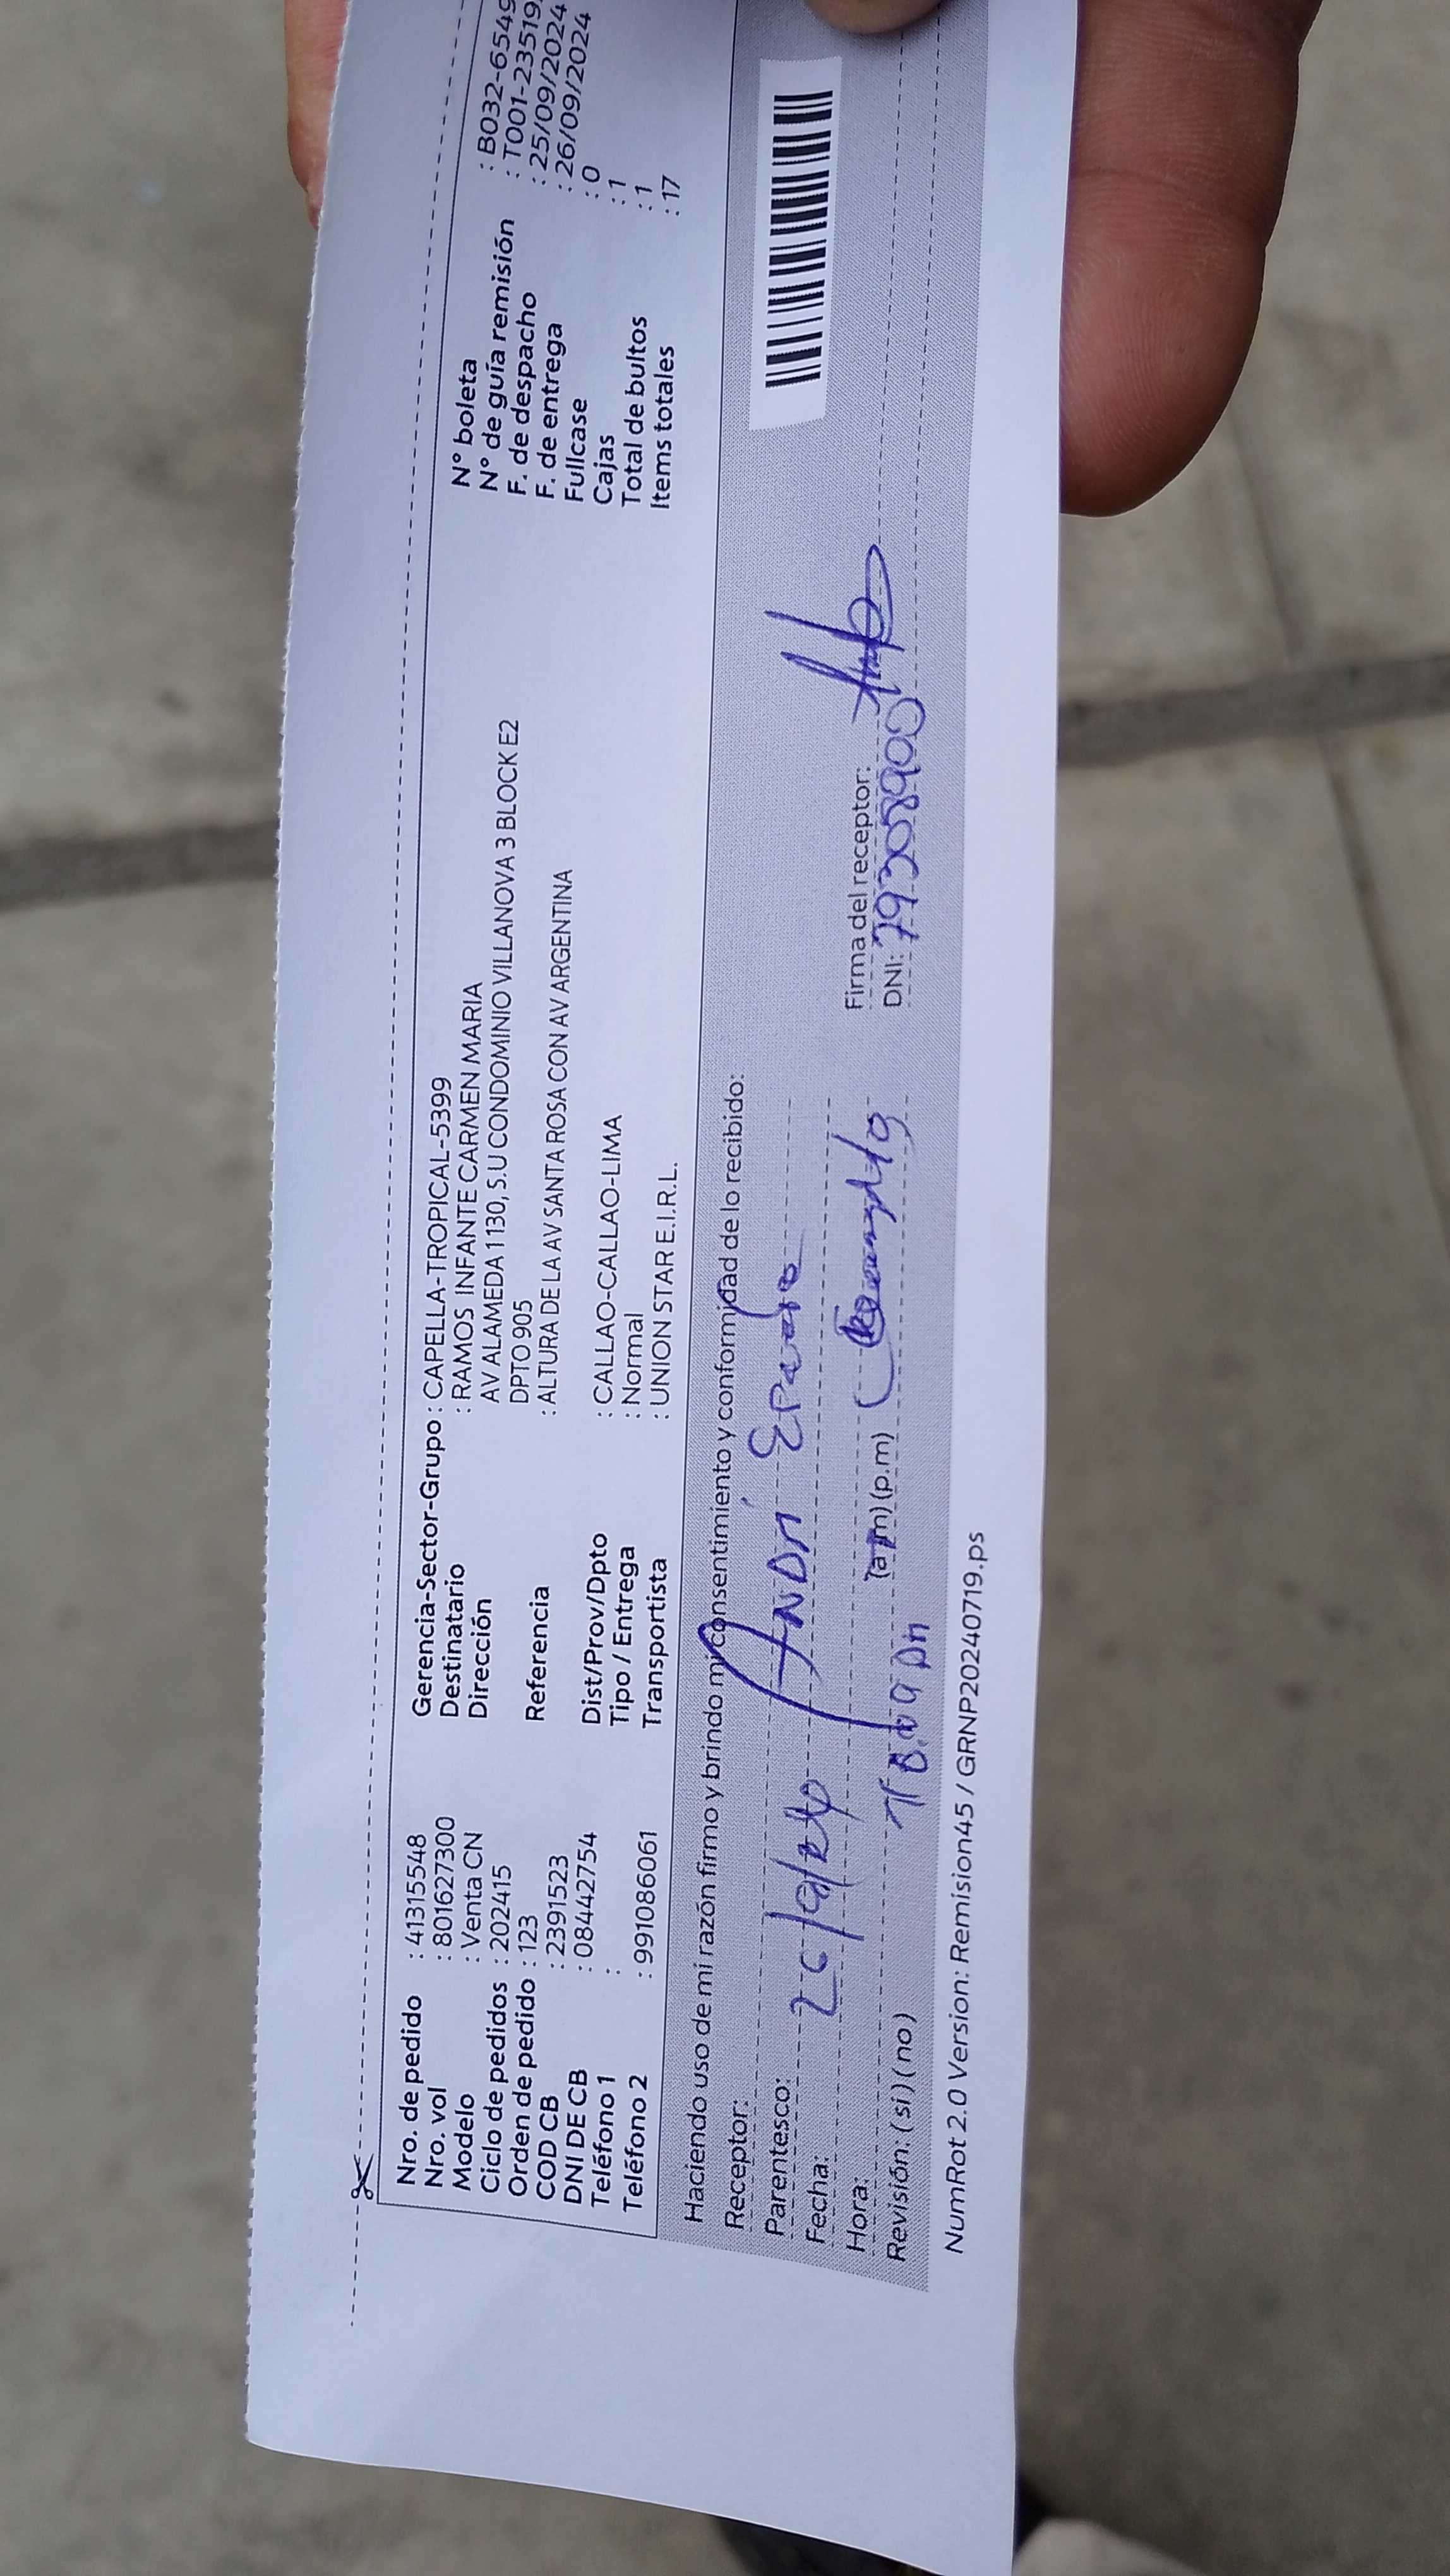 Nro. de pedido : 41315548
Nro. vol : 801627300
Modelo : Venta CN
Ciclo de pedidos : 202415
Orden de pedido : 123
COD CB : 2391523
DNI DE CB : 08442754
Teléfono 1 :
Teléfono 2 : 991086061
Gerencia-Sector-Grupo : CAPELLA-TROPICAL-5399
Destinatario : RAMOS INFANTE CARMEN MARIA
Dirección AV ALAMEDA 1130, S.U CONDOMINIO VILLANOVA 3 BLOCK E2
DPTO 905
Referencia : ALTURA DE LA AV SANTA ROSA CON AV ARGENTINA
Dist/Prov/Dpto : CALLAO-CALLAO-LIMA
Tipo / Entrega : Normal
Transportista : UNION STAR E.I.R.L.
N° boleta : B032-6549
N° de guía remisión : T001-23519
F. de despacho : 25/09/2024
F. de entrega : 26/09/2024
Fullcase : 0
Cajas : 1
Total de bultos : 1
Items totales : 17
Haciendo uso de mi razón firmo y brindo mi consentimiento y conformidad de lo recibido:
Receptor:
Parentesco:
Fecha:
Hora: (a.m) (p.m)
Revisión: (si) (no)
Firma del receptor:
DNI:
NumRot 2.0 Version: Remision45 / GRNP20240719.ps